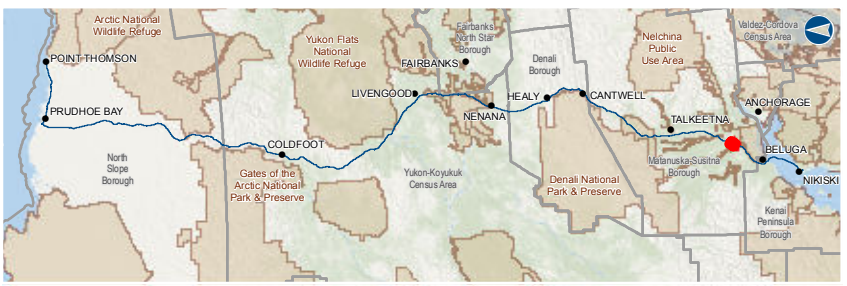 Arctic National
Wildlife Refuge
POINT THOMSON
PRUDHOE BAY
North
Slope
Borough
COLDFOOT
Gates of the
Arctic National
Park & Preserve
Yukon Flats
National
Wildlife Refuge
LIVENGOOD
Fairbanks
North Star
Borough
FAIRBANKS
NENANA
Yukon-Koyukuk
Census Area
Denali
Borough
HEALY
CANTWELL
Denali National
Park & Preserve
Nelchina
Public
Use Area
TALKEETNA
Matanuska-Susitna
Borough
Valdez-Cordova
Census Area
ANCHORAGE
BELUGA
NIKISKI
Kenai
Peninsula
Borough